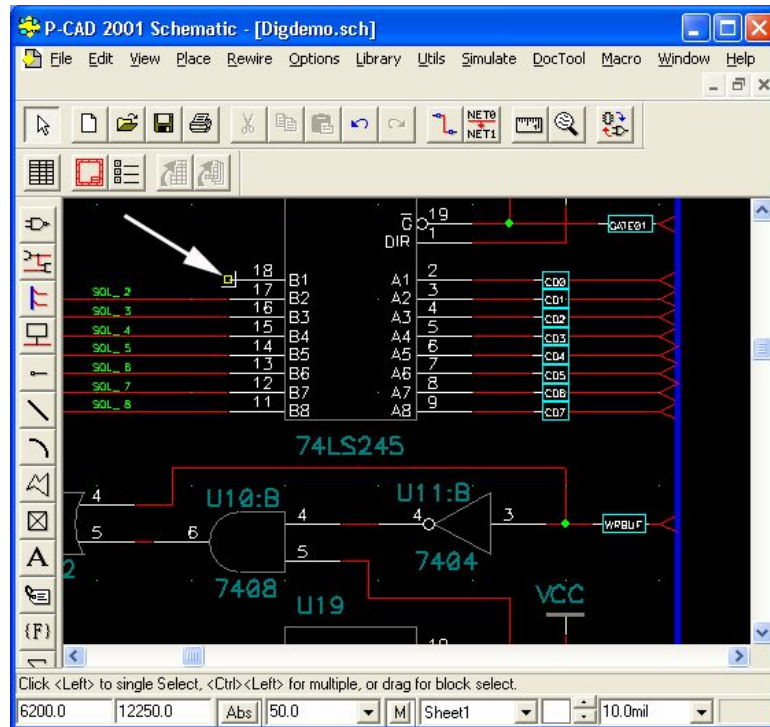 P-CAD 2001 Schematic - [Digdemo.sch]
File Edit View Place Rewire Options Library Utils Simulate DocTool Macro Window Help
NET0
NET1
G 19
DIR 1
GATE01
18 B1 A1 2 CD0
SOL_2 17 B2 A2 3 CD1
SOL_3 16 B3 A3 4 CD2
SOL_4 15 B4 A4 5 CD3
SOL_5 14 B5 A5 6 CD4
SOL_6 13 B6 A6 7 CD5
SOL_7 12 B7 A7 8 CD6
SOL_8 11 B8 A8 9 CD7
74LS245
4 U10:B U11:B
5 6 4 4 3 WRBUF
5
2 7408 7404
U19 VCC
A
{F}
Click <Left> to single Select, <Ctrl><Left> for multiple, or drag for block select.
6200.0 12250.0 Abs 50.0 M Sheet1 10.0mil